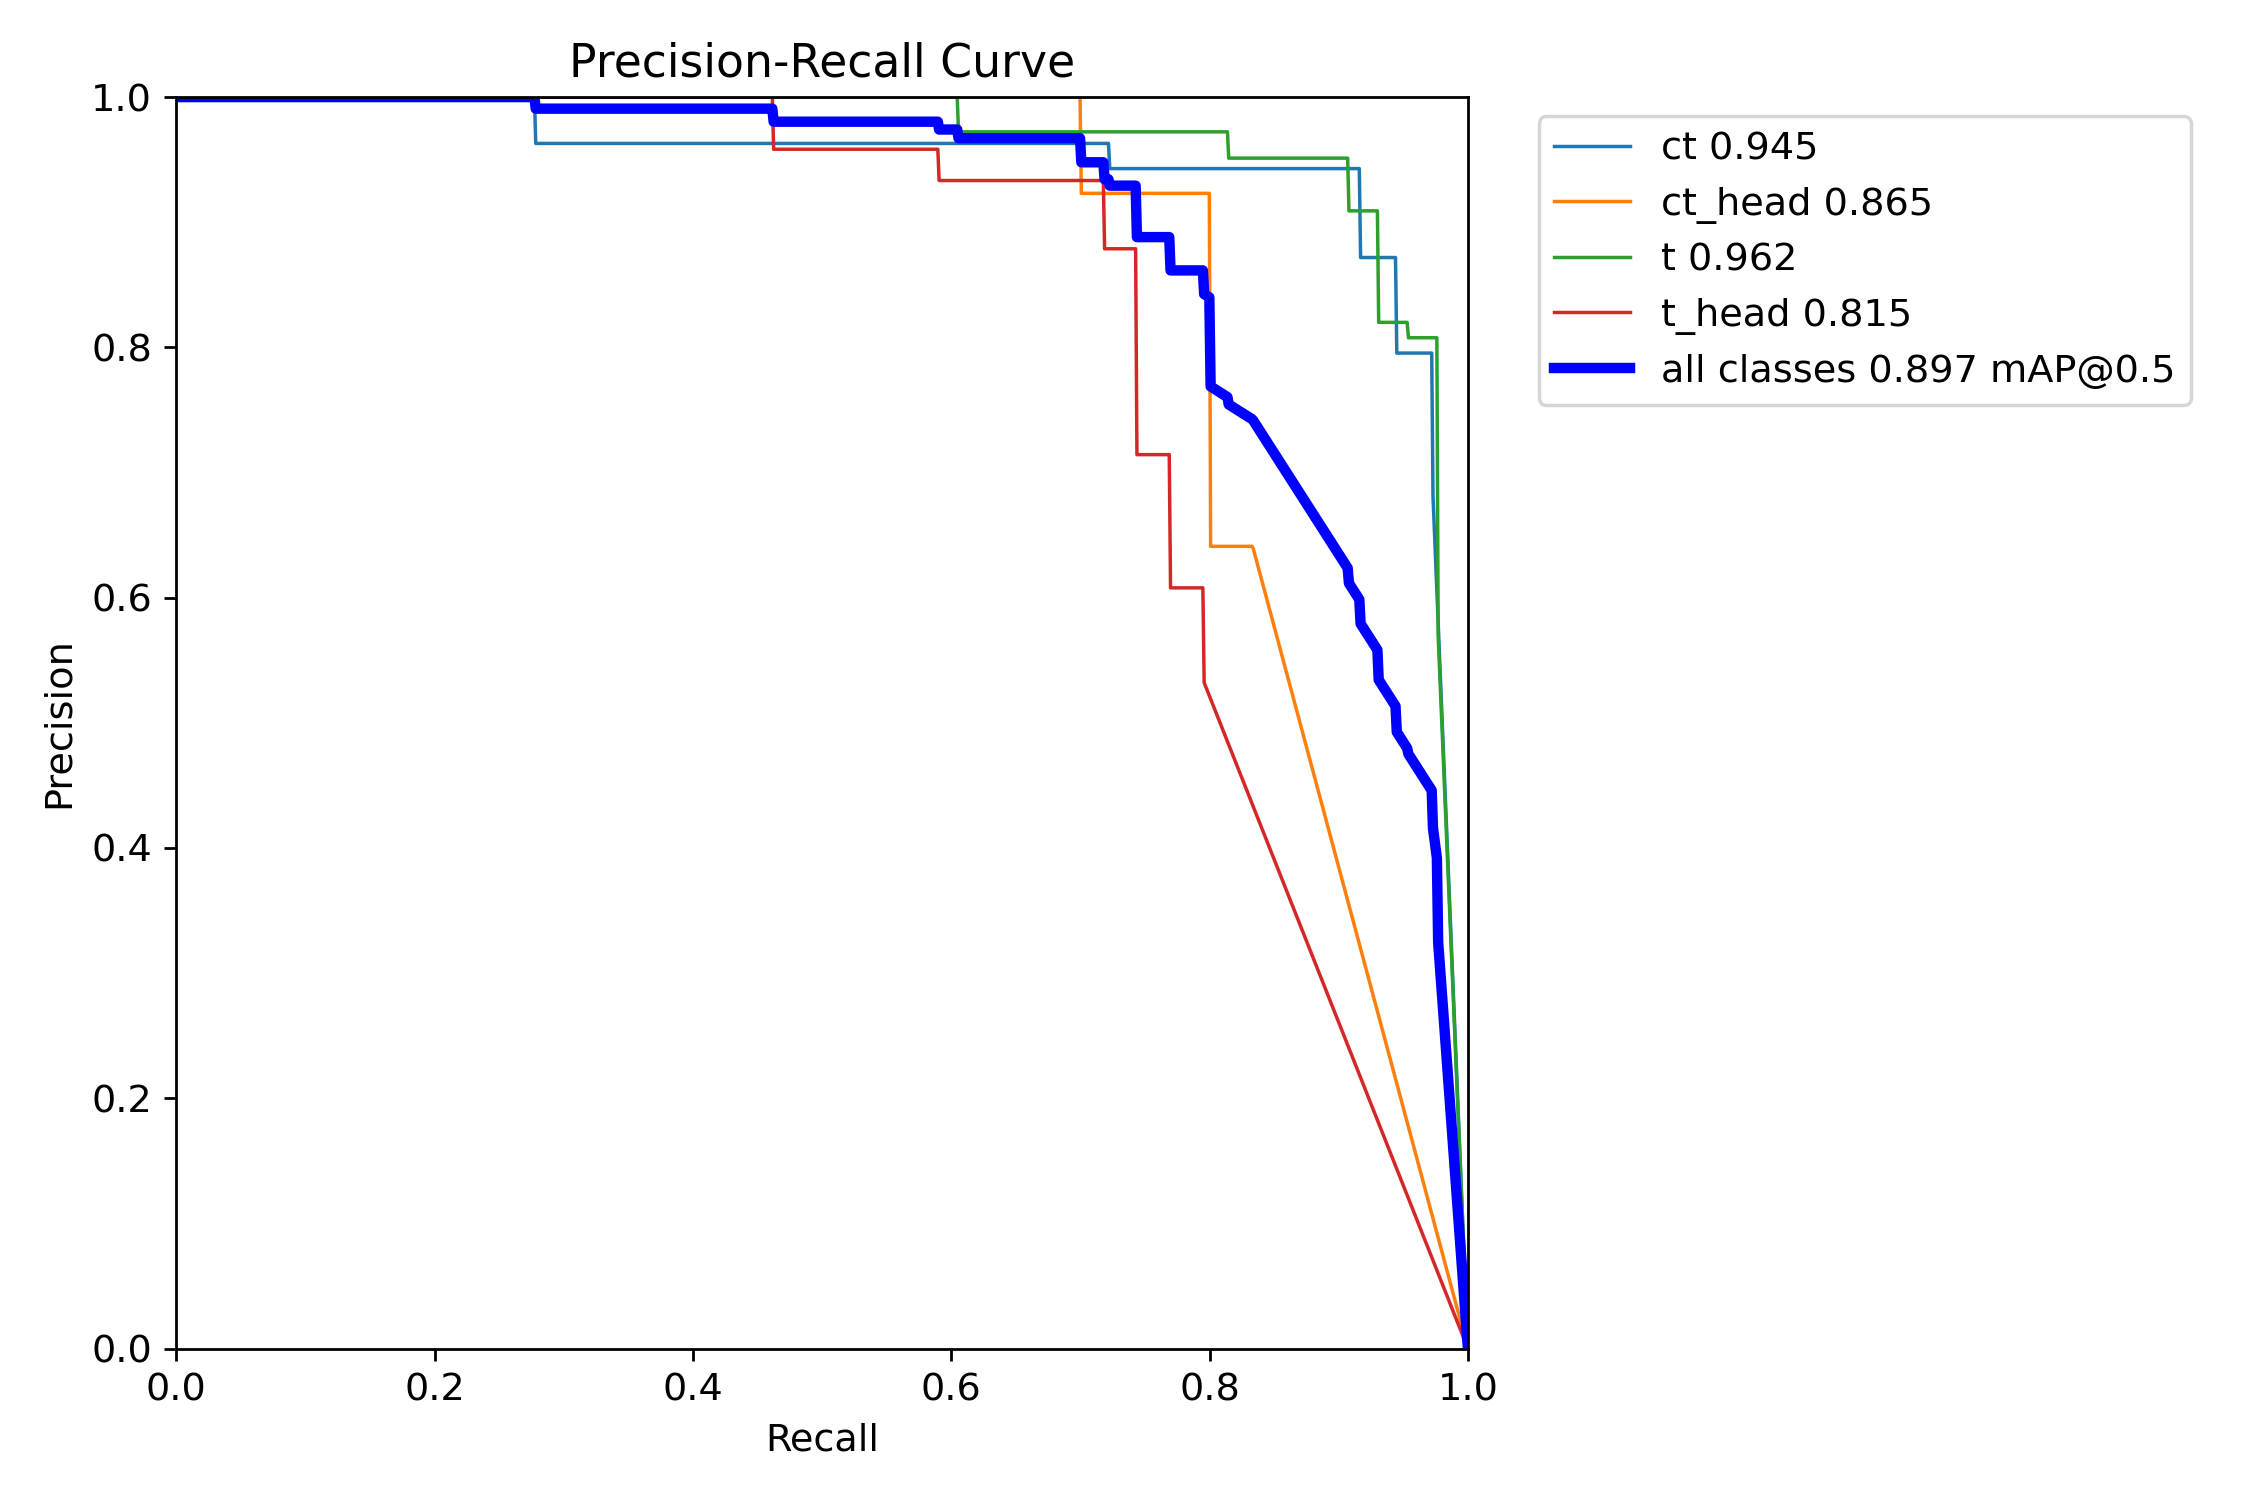 Precision-Recall Curve
1.0
0.8
0.6
0.4
0.2
0.0
Precision
0.0 0.2 0.4 0.6 0.8 1.0
Recall
ct 0.945
ct_head 0.865
t 0.962
t_head 0.815
all classes 0.897 mAP@0.5